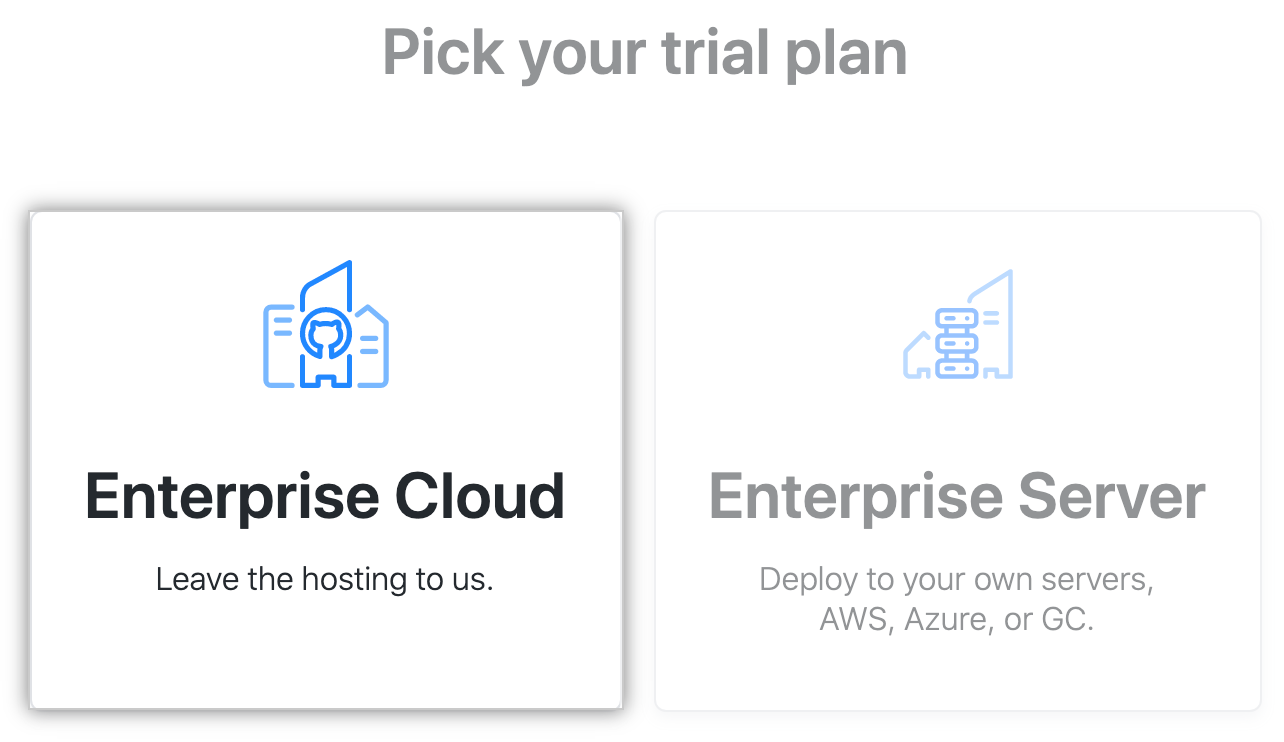 Pick your trial plan
Enterprise Cloud
Leave the hosting to us.
Enterprise Server
Deploy to your own servers,
AWS, Azure, or GC.